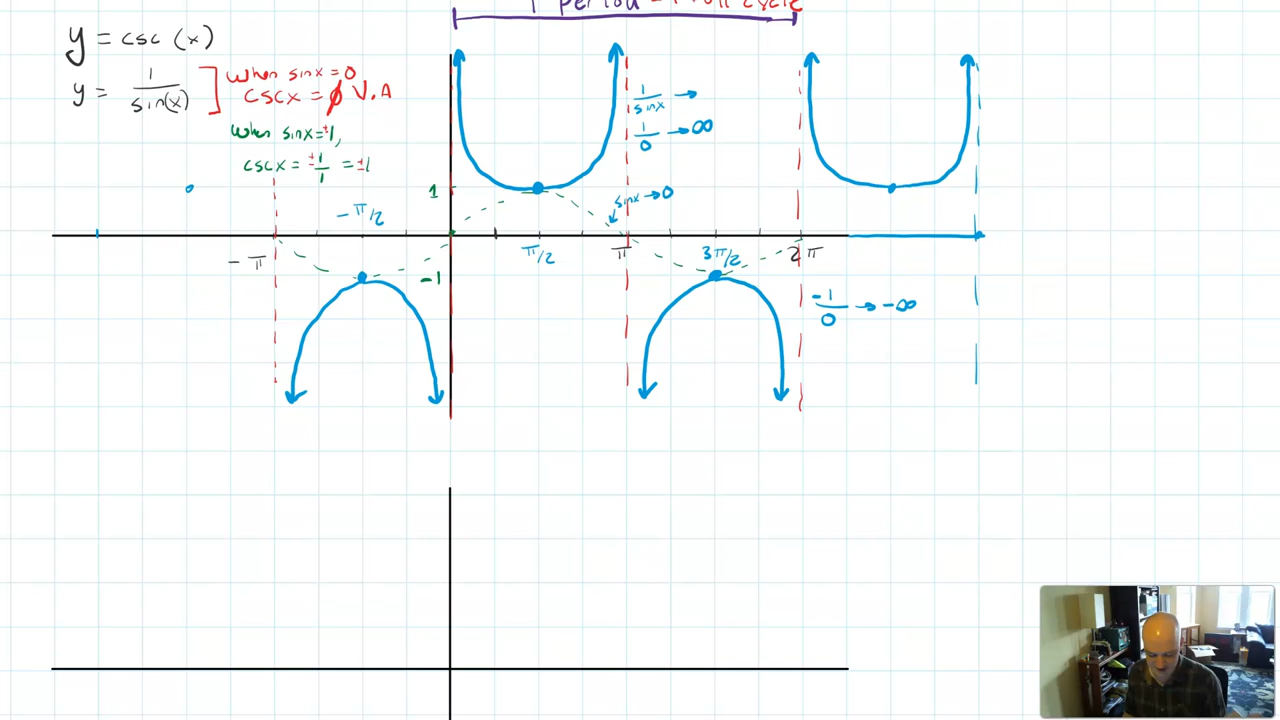 1 period = 1 full cycle
y = csc (x)
y = 1/sin(x)
when sinx = 0
cscx = ∅ V.A
when sinx = ±1,
cscx = ±1/1 = ±1
1/sinx →
1/0 → ∞
sinx → 0
1
-1
-π
-π/2
π/2
π
3π/2
2π
-1/0 → -∞